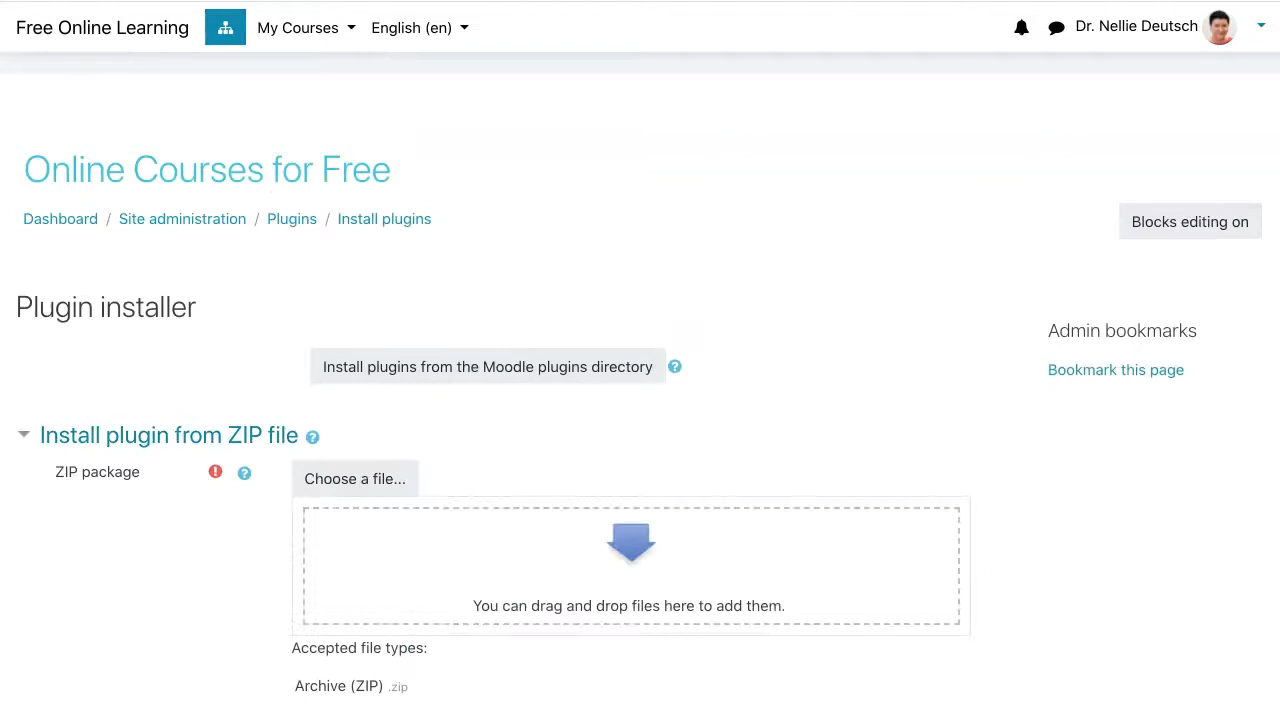 Free Online Learning My Courses English (en) Dr. Nellie Deutsch
Online Courses for Free
Dashboard / Site administration / Plugins / Install plugins
Blocks editing on
Plugin installer
Admin bookmarks
Install plugins from the Moodle plugins directory ?
Bookmark this page
Install plugin from ZIP file ?
ZIP package ! ?
Choose a file...
You can drag and drop files here to add them.
Accepted file types:
Archive (ZIP) .zip